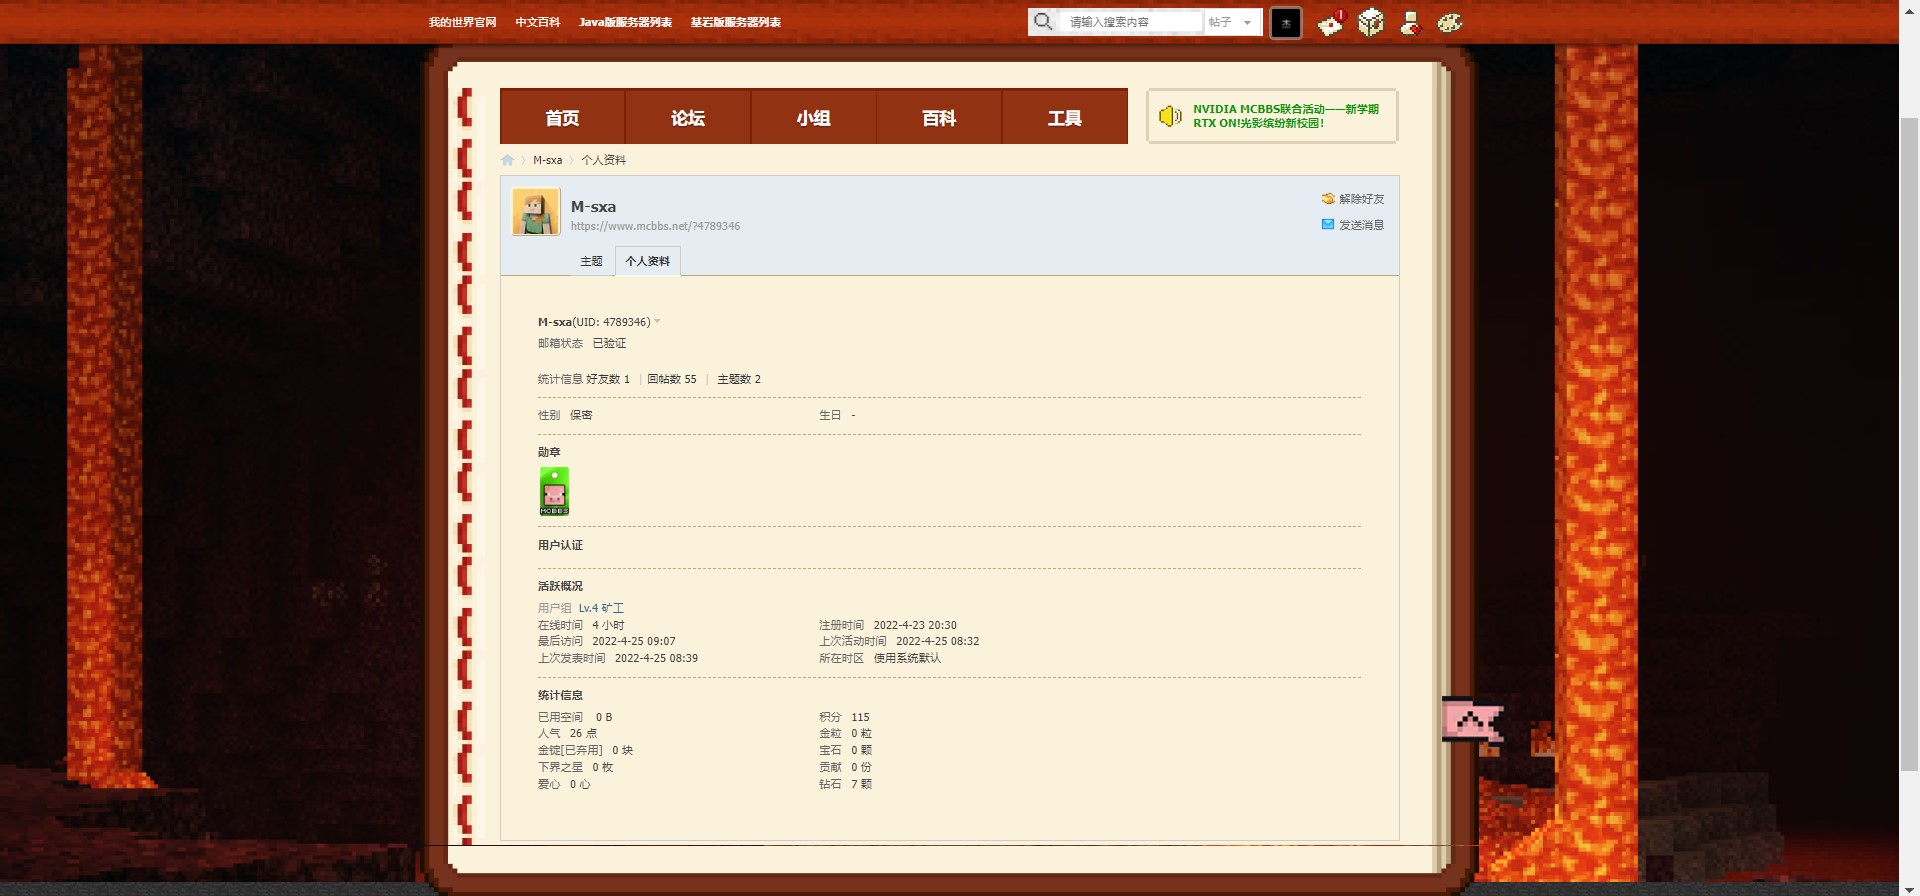 我的世界官网 中文百科 Java版服务器列表 基岩版服务器列表 请输入搜索内容 帖子 杰 1
首页 论坛 小组 百科 工具
NVIDIA MCBBS联合活动——新学期
RTX ON!光影缤纷新校园!
M-sxa 〉 个人资料
M-sxa
https://www.mcbbs.net/?4789346
解除好友
发送消息
主题 个人资料
M-sxa(UID: 4789346)
邮箱状态 已验证
统计信息 好友数 1 | 回帖数 55 | 主题数 2
性别 保密 生日 -
勋章
MCBBS
用户认证
活跃概况
用户组 Lv.4 矿工
在线时间 4 小时 注册时间 2022-4-23 20:30
最后访问 2022-4-25 09:07 上次活动时间 2022-4-25 08:32
上次发表时间 2022-4-25 08:39 所在时区 使用系统默认
统计信息
已用空间 0 B 积分 115
人气 26 点 金粒 0 粒
金锭[已弃用] 0 块 宝石 0 颗
下界之星 0 枚 贡献 0 份
爱心 0 心 钻石 7 颗